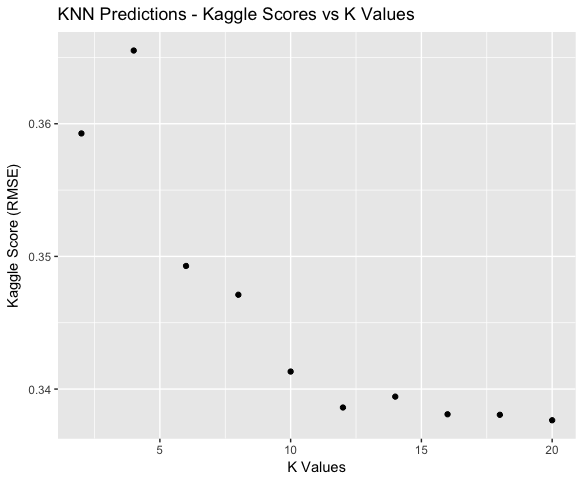 KNN Predictions - Kaggle Scores vs K Values
Kaggle Score (RMSE)
0.36
0.35
0.34
5
10
15
20
K Values